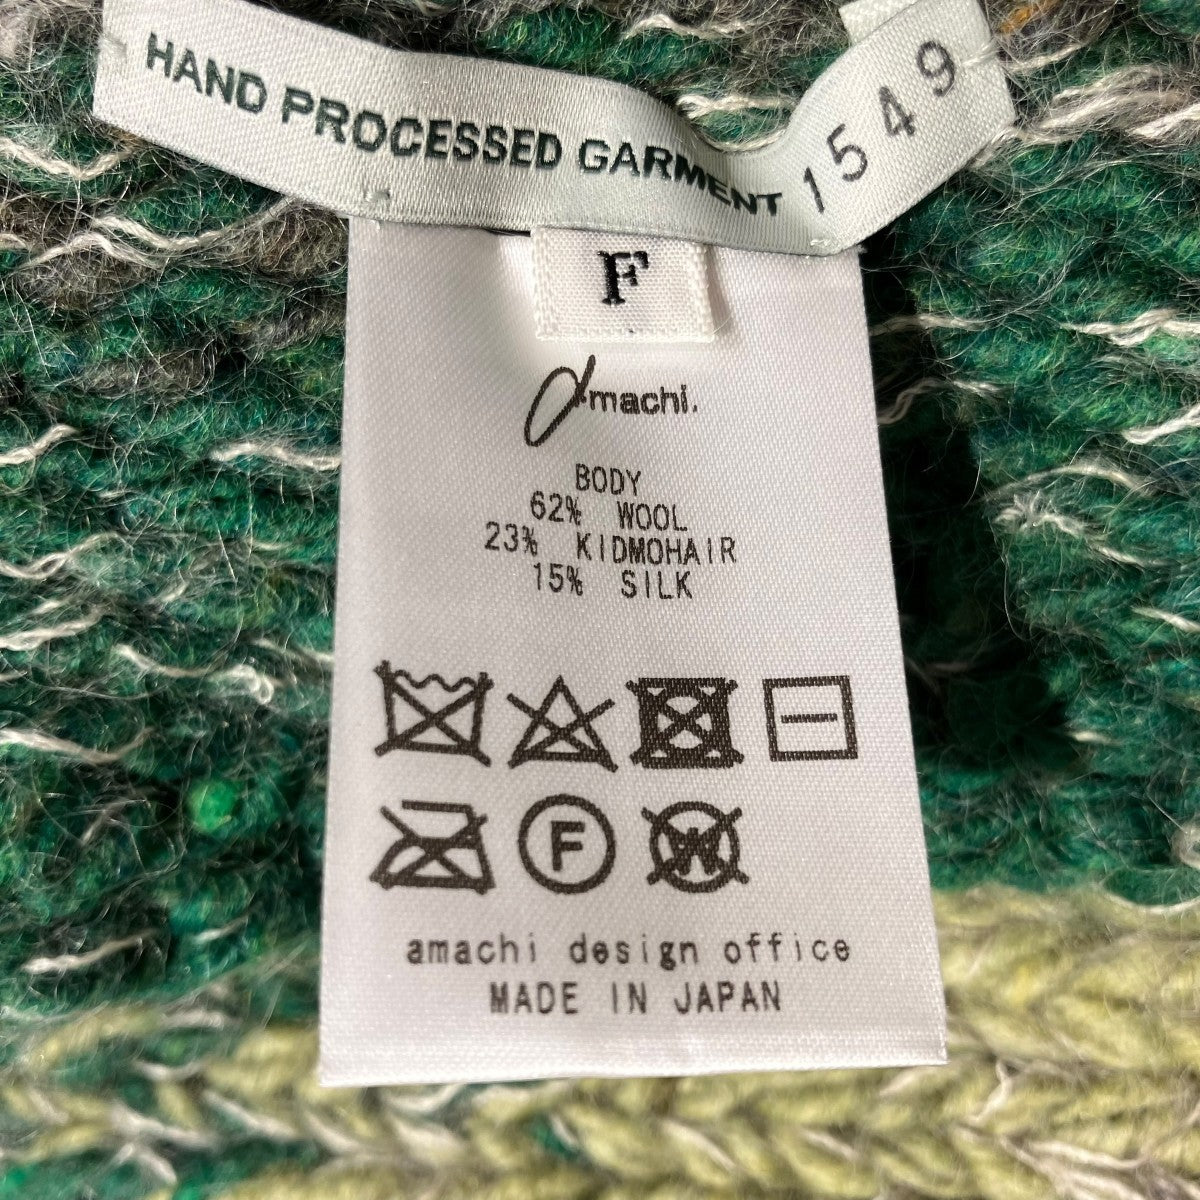 HAND PROCESSED GARMENT 1549
F
amachi.
BODY
62% WOOL
23% KIDMOHAIR
15% SILK
F W
amachi design office
MADE IN JAPAN